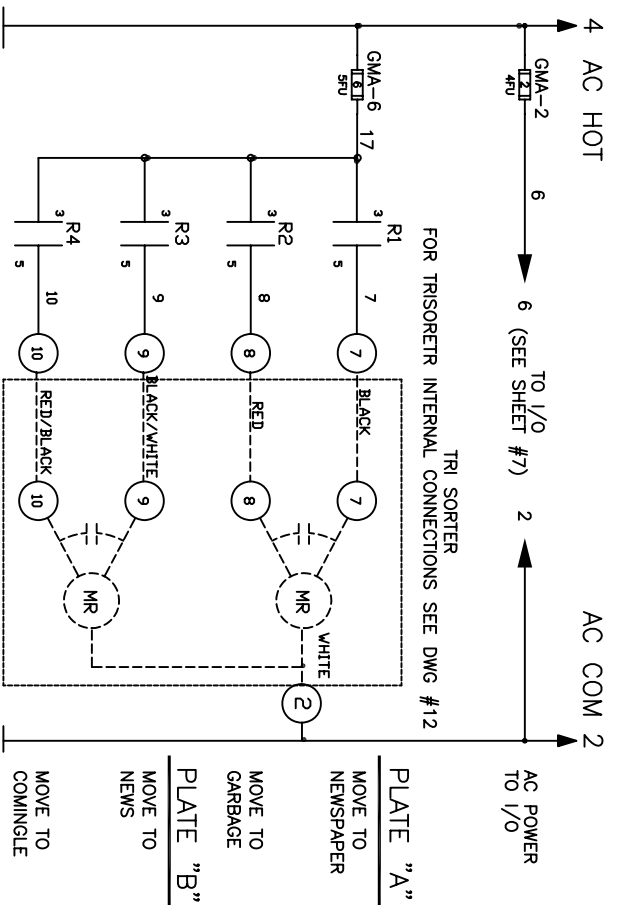 4 AC HOT
AC COM 2
GMA-2
2
4FU
6
6
TO I/O
(SEE SHEET #7)
2
AC POWER
TO I/O
FOR TRISORETR INTERNAL CONNECTIONS SEE DWG #12
TRI SORTER
GMA-6
6
5FU
17
3
R1
5
7
7
BLACK
7
MR
WHITE
2
PLATE "A"
MOVE TO
NEWSPAPER
3
R2
5
8
8
RED
8
MOVE TO
GARBAGE
PLATE "B"
3
R3
5
9
9
BLACK/WHITE
9
MR
MOVE TO
NEWS
3
R4
5
10
10
RED/BLACK
10
MOVE TO
COMINGLE